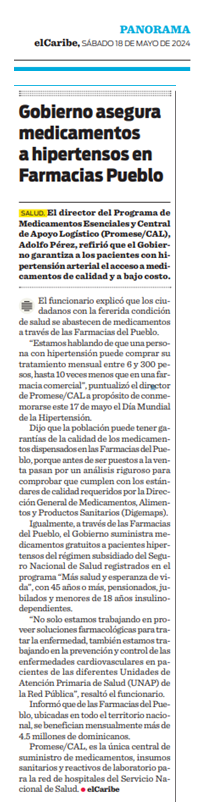 PANORAMA
elCaribe, SÁBADO 18 DE MAYO DE 2024
Gobierno asegura
medicamentos
a hipertensos en
Farmacias Pueblo
SALUD. El director del Programa de
Medicamentos Esenciales y Central
de Apoyo Logístico (Promese/CAL),
Adolfo Pérez, refirió que el Gobier-
no garantiza a los pacientes con hi-
pertensión arterial el acceso a medi-
camentos de calidad y a bajo costo.
El funcionario explicó que los ciu-
dadanos con la fererida condición
de salud se abastecen de medicamentos
a través de las Farmacias del Pueblo.
“Estamos hablando de que una perso-
na con hipertensión puede comprar su
tratamiento mensual entre 6 y 300 pe-
sos, hasta 10 veces menos que en una far-
macia comercial”, puntualizó el director
de Promese/CAL a propósito de conme-
morarse este 17 de mayo el Día Mundial
de la Hipertensión.
Dijo que la población puede tener ga-
rantías de la calidad de los medicamen-
tos dispensados en las Farmacias del Pue-
blo, porque antes de ser puestos a la ven-
ta pasan por un análisis riguroso para
comprobar que cumplen con los están-
dares de calidad requeridos por la Direc-
ción General de Medicamentos, Alimen-
tos y Productos Sanitarios (Digemaps).
Igualmente, a través de las Farmacias
del Pueblo, el Gobierno suministra me-
dicamentos gratuitos a pacientes hiper-
tensos del régimen subsidiado del Segu-
ro Nacional de Salud registrados en el
programa “Más salud y esperanza de vi-
da”, con 45 años o más, pensionados, ju-
bilados y menores de 18 años insulino-
dependientes.
“No solo estamos trabajando en pro-
veer soluciones farmacológicas para tra-
tar la enfermedad, también estamos tra-
bajando en la prevención y control de las
enfermedades cardiovasculares en pa-
cientes de las diferentes Unidades de
Atención Primaria de Salud (UNAP) de
la Red Pública”, resaltó el funcionario.
Informó que las Farmacias del Pue-
blo, ubicadas en todo el territorio nacio-
nal, se benefician mensualmente más de
4.5 millones de dominicanos.
Promese/CAL, es la única central de
suministro de medicamentos, insumos
sanitarios y reactivos de laboratorio pa-
ra la red de hospitales del Servicio Na-
cional de Salud. elCaribe